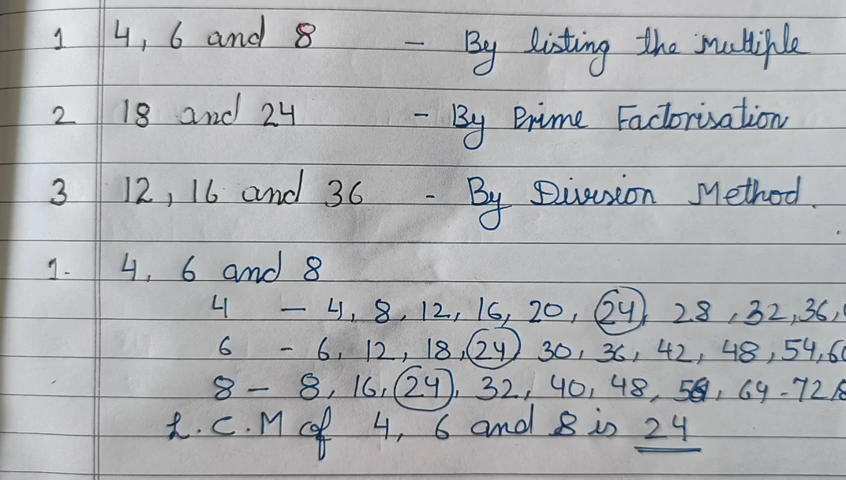 1 4, 6 and 8 - By listing the Multiple
2 18 and 24 - By Prime Factorisation
3 12, 16 and 36 - By Division Method.
1. 4, 6 and 8
4 - 4, 8, 12, 16, 20, 24, 28, 32, 36,
6 - 6, 12, 18, 24, 30, 36, 42, 48, 54, 60
8 - 8, 16, 24, 32, 40, 48, 56, 64 - 72,
L.C.M of 4, 6 and 8 is 24